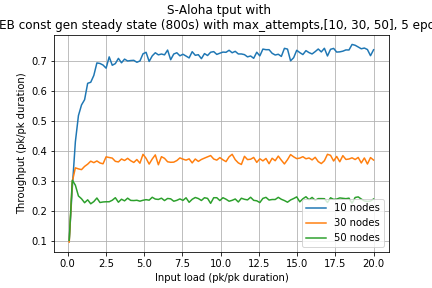 S-Aloha tput with
EB const gen steady state (800s) with max_attempts,[10, 30, 50], 5 epo
Throughput (pk/pk duration)
0.7
0.6
0.5
0.4
0.3
0.2
0.1
10 nodes
30 nodes
50 nodes
0.0 2.5 5.0 7.5 10.0 12.5 15.0 17.5 20.0
Input load (pk/pk duration)